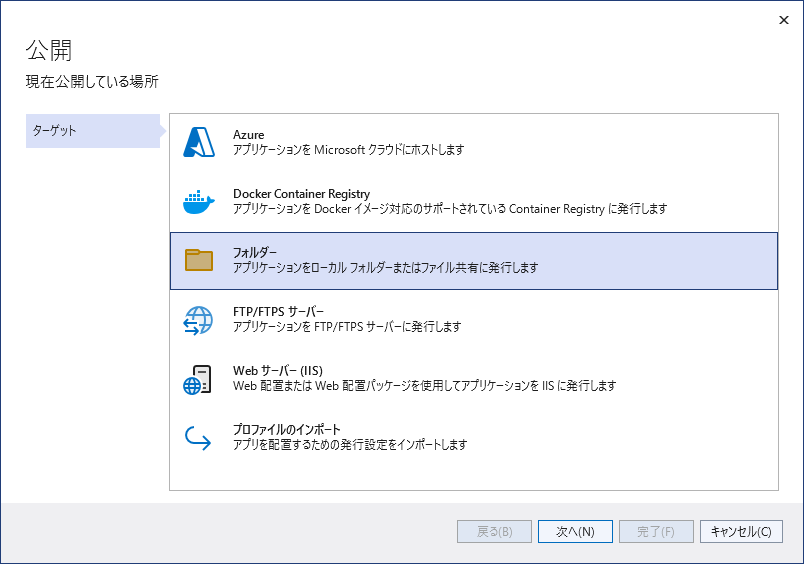 公開
現在公開している場所
ターゲット
Azure
アプリケーションを Microsoft クラウドにホストします
Docker Container Registry
アプリケーションを Docker イメージ対応のサポートされている Container Registry に発行します
フォルダー
アプリケーションをローカル フォルダーまたはファイル共有に発行します
FTP/FTPS サーバー
アプリケーションを FTP/FTPS サーバーに発行します
Web サーバー (IIS)
Web 配置または Web 配置パッケージを使用してアプリケーションを IIS に発行します
プロファイルのインポート
アプリを配置するための発行設定をインポートします
戻る(B)
次へ(N)
完了(F)
キャンセル(C)